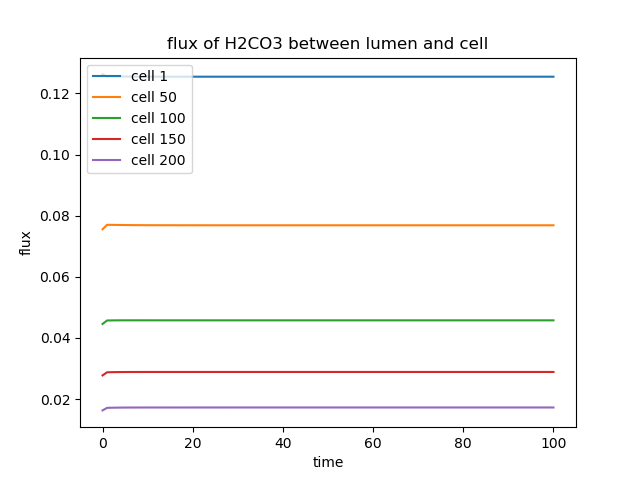 flux of H2CO3 between lumen and cell
cell 1
cell 50
cell 100
cell 150
cell 200
0.12
0.10
0.08
0.06
0.04
0.02
flux
0
20
40
60
80
100
time